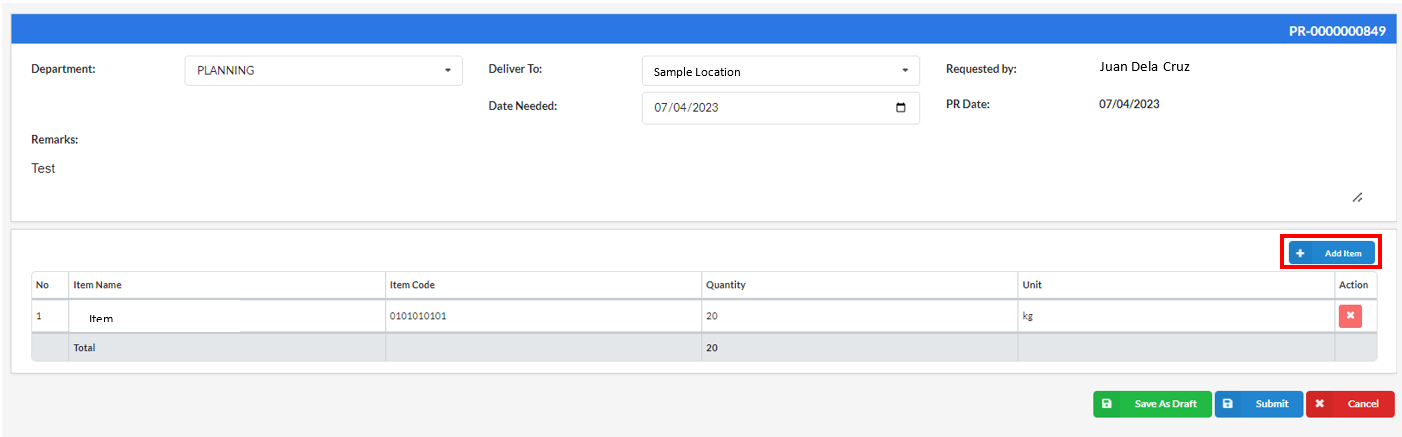 PR-0000000849
Department: PLANNING Deliver To: Sample Location Requested by: Juan Dela Cruz
Date Needed: 07/04/2023 PR Date: 07/04/2023
Remarks:
Test
Add Item
No Item Name Item Code Quantity Unit Action
1 Item 0101010101 20 kg
Total 20
Save As Draft Submit Cancel